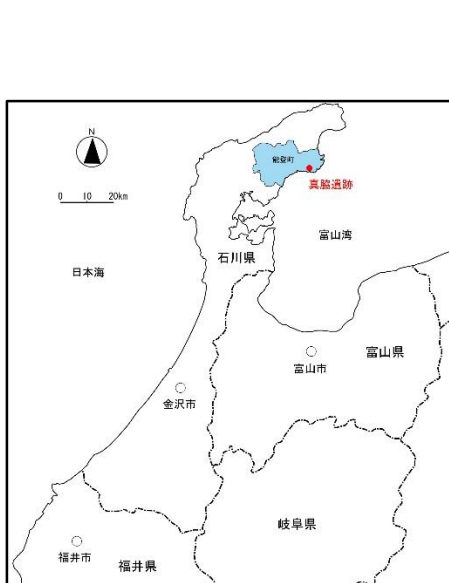 N
能登町
真脇遺跡
0 10 20km
富山湾
石川県
日本海
富山県
富山市
金沢市
岐阜県
福井市
福井県